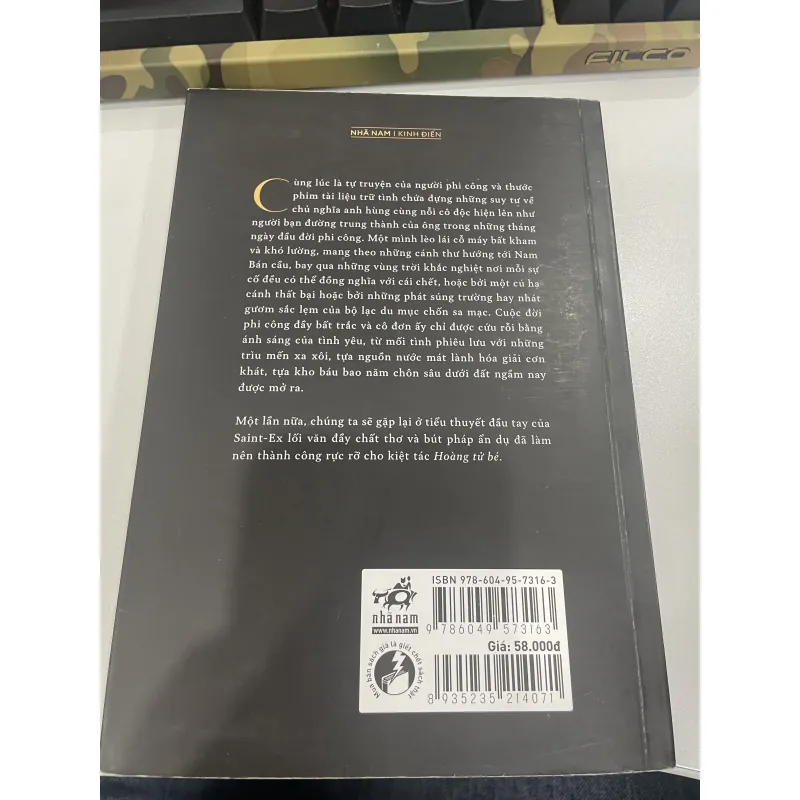 FILCO
NHÃ NAM | KINH ĐIỂN
Cùng lúc là tự truyện của người phi công và thước
phim tài liệu trữ tình chứa đựng những suy tư về
chủ nghĩa anh hùng cùng nỗi cô độc hiện lên như
người bạn đường trung thành của ông trong những tháng
ngày đầu đời phi công. Một mình lèo lái cỗ máy bất kham
và khó lường, mang theo những cánh thư hướng tới Nam
Bán cầu, bay qua những vùng trời khắc nghiệt nơi mỗi sự
cố đều có thể đồng nghĩa với cái chết, hoặc bởi một cú hạ
cánh thất bại hoặc bởi những phát súng trường hay nhát
gươm sắc lẹm của bộ lạc du mục chốn sa mạc. Cuộc đời
phi công đầy bất trắc và cô đơn ấy chỉ được cứu rỗi bằng
ánh sáng của tình yêu, từ mối tình phiêu lưu với những
trìu mến xa xôi, tựa nguồn nước mát lành hóa giải cơn
khát, tựa kho báu bao năm chôn sâu dưới đất ngầm nay
được mở ra.
Một lần nữa, chúng ta sẽ gặp lại ở tiểu thuyết đầu tay của
Saint-Ex lối văn đầy chất thơ và bút pháp ẩn dụ đã làm
nên thành công rực rỡ cho kiệt tác Hoàng tử bé.
ISBN 978-604-95-7316-3
nhã nam
www.nhanam.vn
9 786049 573163
Giá: 58.000đ
Mua bán sách giả là giết chết sách thật
8 935235 214071